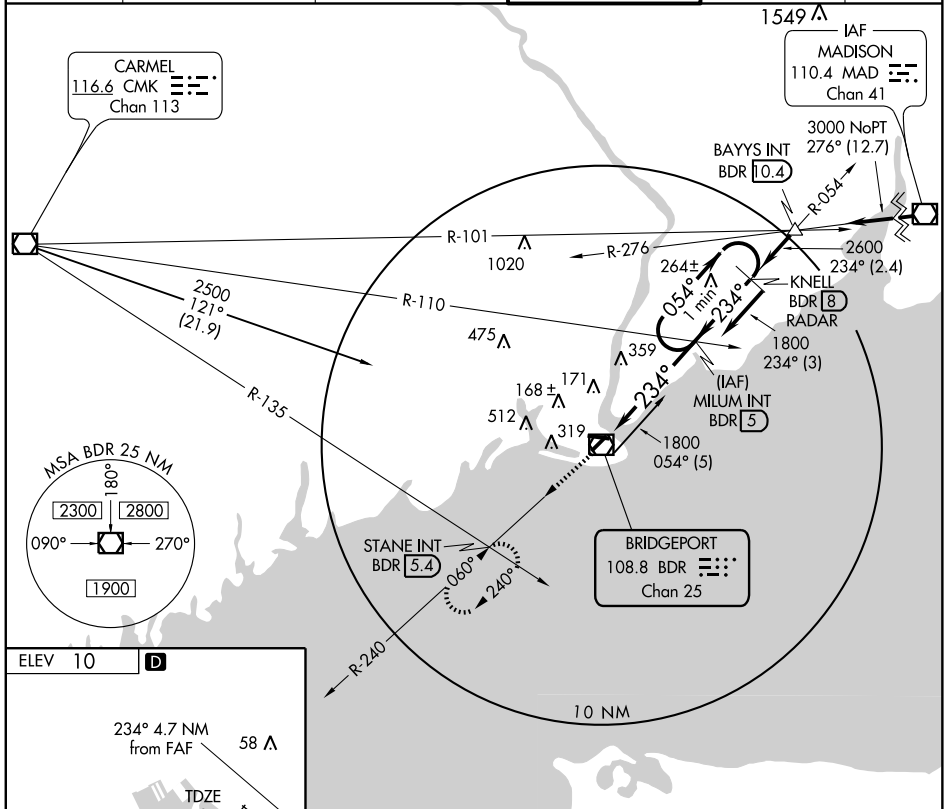 1549
IAF
MADISON
110.4 MAD
Chan 41
CARMEL
116.6 CMK
Chan 113
3000 NoPT
276° (12.7)
BAYYS INT
BDR 10.4
R-054
R-101
1020
R-276
2600
234° (2.4)
264±
054°
1 min
234°
KNELL
BDR 8
RADAR
2500
121°
(21.9)
R-110
1800
234° (3)
475
359
(IAF)
MILUM INT
BDR 5
R-135
168 ±
171
234°
512
319
1800
054° (5)
MSA BDR 25 NM
180°
2300
2800
090°
270°
1900
STANE INT
BDR 5.4
060°
240°
BRIDGEPORT
108.8 BDR
Chan 25
R-240
10 NM
ELEV 10
D
234° 4.7 NM
from FAF
58
TDZE